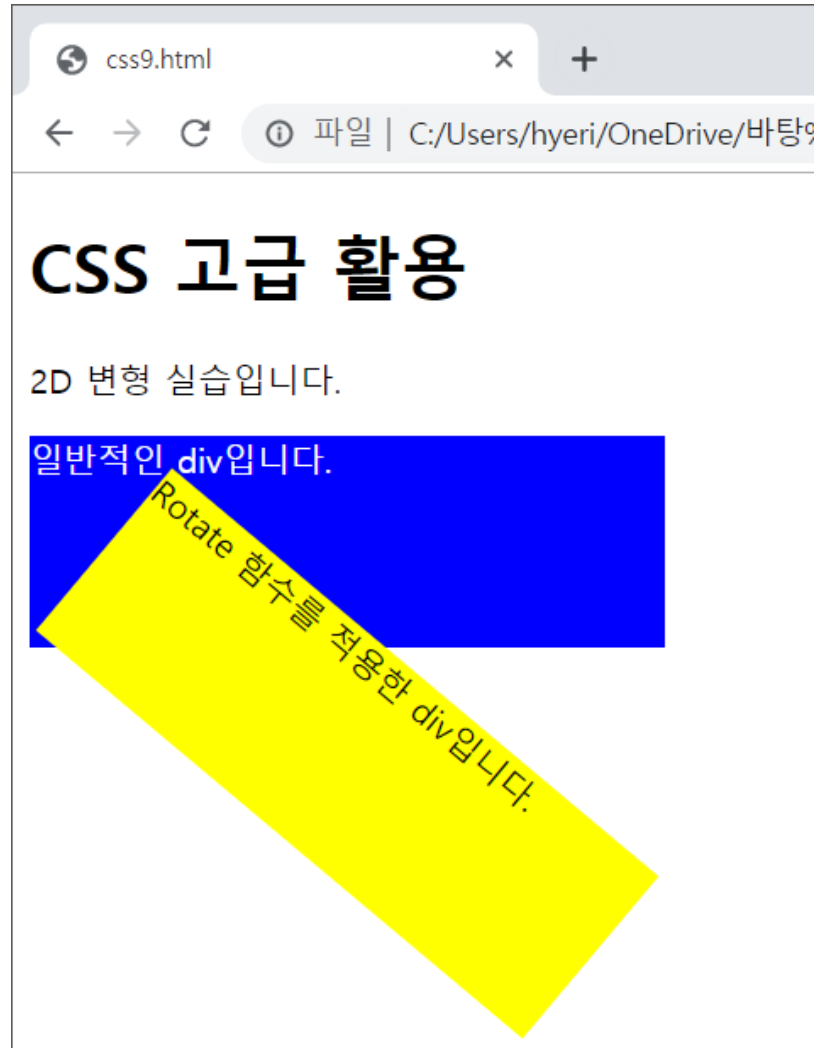 css9.html
파일 | C:/Users/hyeri/OneDrive/바탕%
CSS 고급 활용
2D 변형 실습입니다.
일반적인 div입니다.
Rotate 함수를 적용한 div입니다.